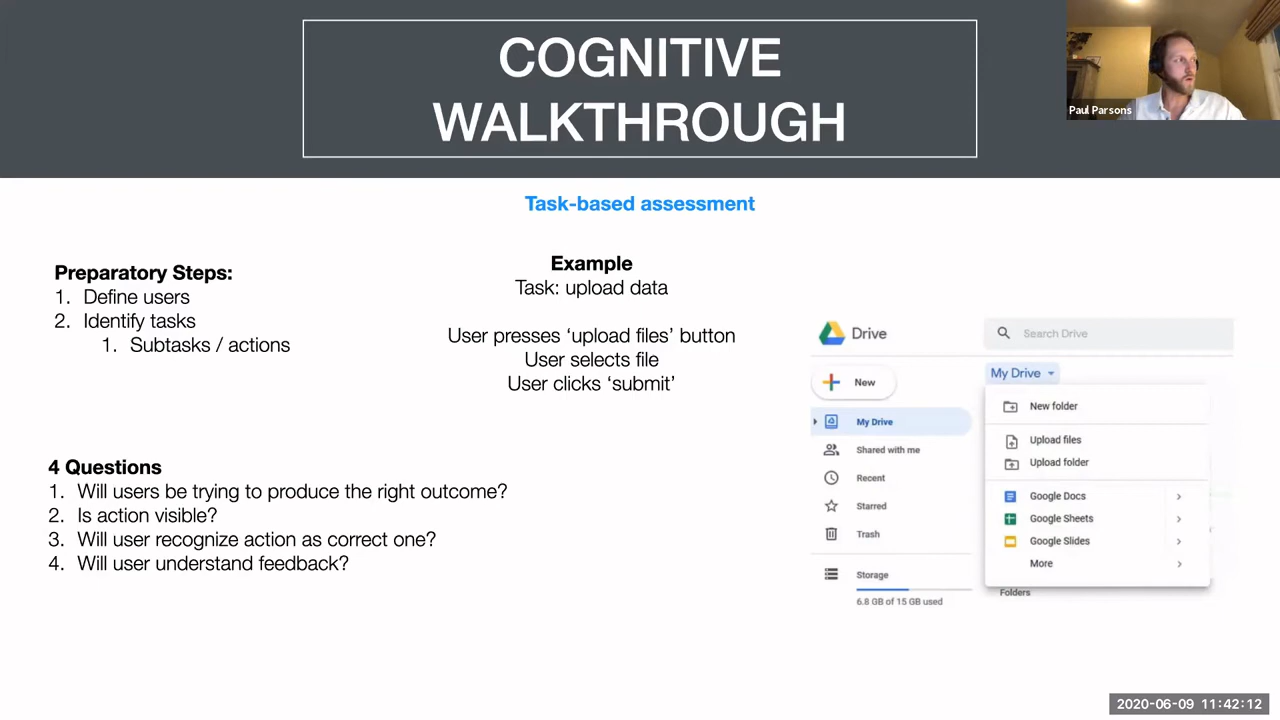 COGNITIVE
WALKTHROUGH
Paul Parsons
Task-based assessment
Preparatory Steps:
1. Define users
2. Identify tasks
1. Subtasks / actions
Example
Task: upload data
User presses ‘upload files’ button
User selects file
User clicks ‘submit’
4 Questions
1. Will users be trying to produce the right outcome?
2. Is action visible?
3. Will user recognize action as correct one?
4. Will user understand feedback?
Drive
Search Drive
New
My Drive
Shared with me
Recent
Starred
Trash
Storage
6.8 GB of 15 GB used
My Drive
New folder
Upload files
Upload folder
Google Docs
Google Sheets
Google Slides
More
Folders
2020-06-09 11:42:12